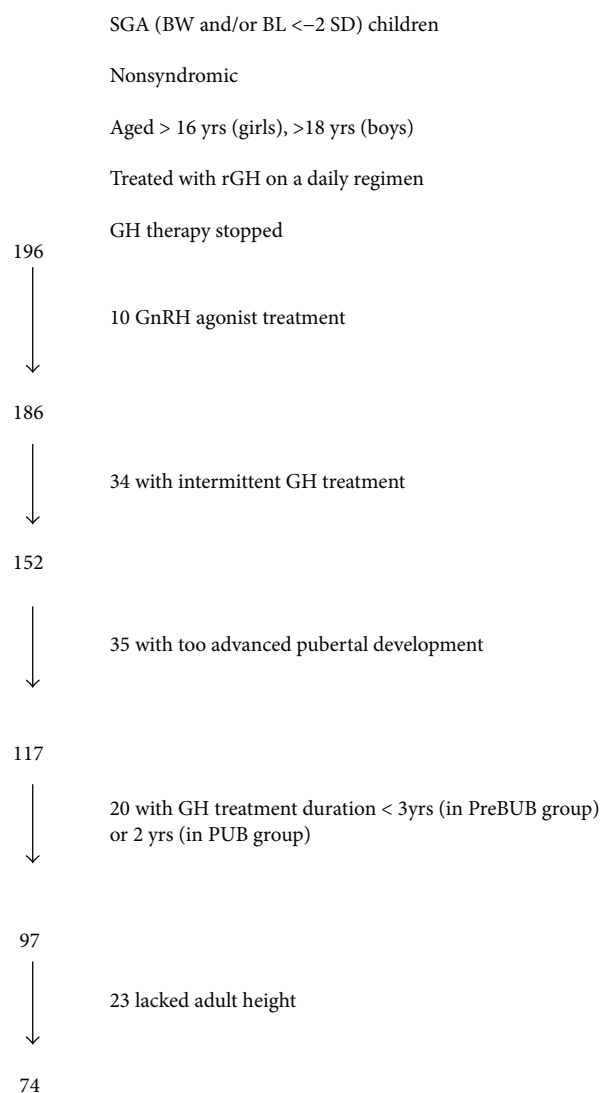 SGA (BW and/or BL <−2 SD) children
Nonsyndromic
Aged > 16 yrs (girls), >18 yrs (boys)
Treated with rGH on a daily regimen
GH therapy stopped
196
10 GnRH agonist treatment
186
34 with intermittent GH treatment
152
35 with too advanced pubertal development
117
20 with GH treatment duration < 3yrs (in PreBUB group)
or 2 yrs (in PUB group)
97
23 lacked adult height
74